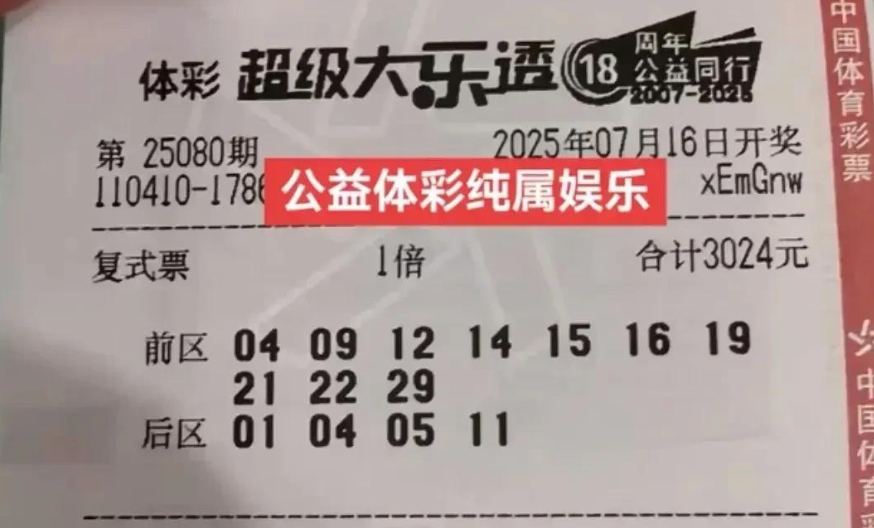 体彩 超级大乐透 18 周年
公益同行
2007-2025
第 25080期 2025年07月16日开奖
110410-1786 xEmGnw
公益体彩纯属娱乐
复式票 1倍 合计3024元
前区 04 09 12 14 15 16 19
21 22 29
后区 01 04 05 11
中国体育彩票
中国体育